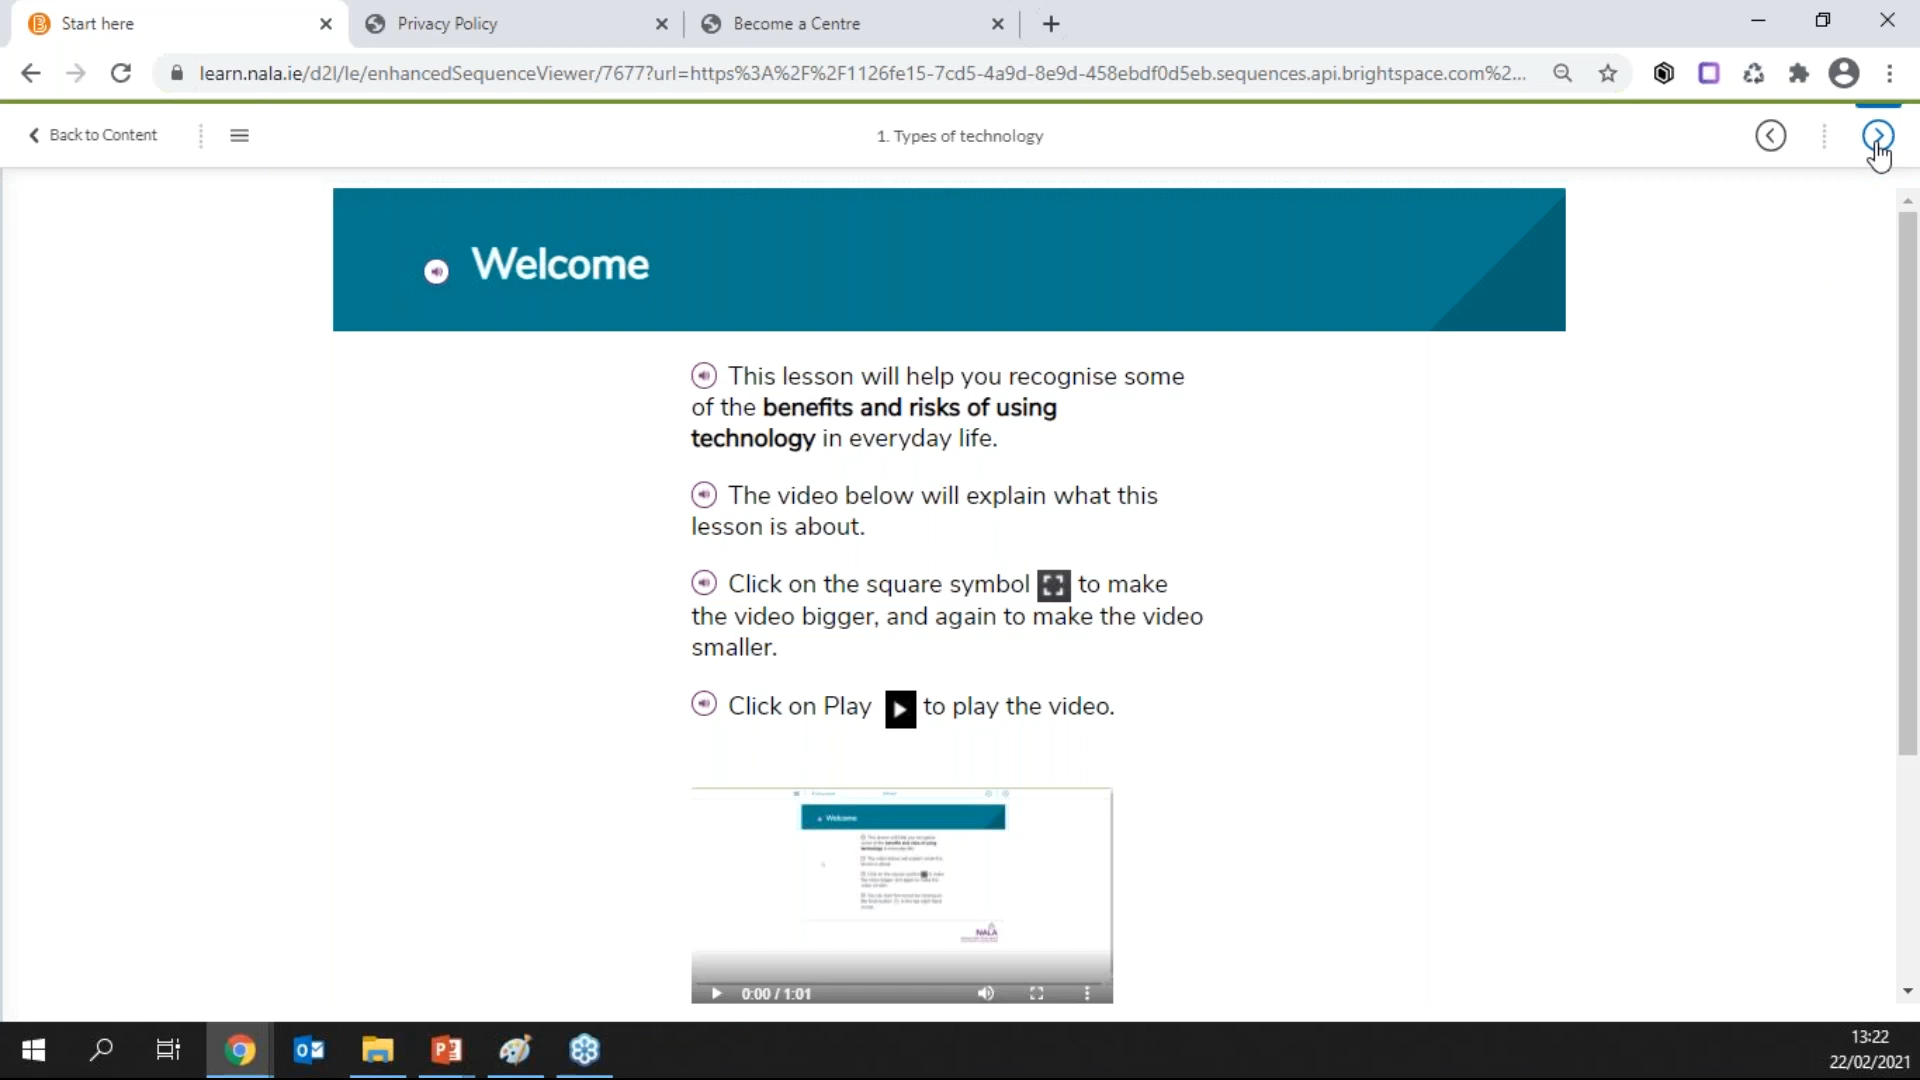 Start here
Privacy Policy
Become a Centre
learn.nala.ie/d2l/le/enhancedSequenceViewer/7677?url=https%3A%2F%2F1126fe15-7cd5-4a9d-8e9d-458ebdf0d5eb.sequences.api.brightspace.com%2...
Back to Content
1. Types of technology
Welcome
This lesson will help you recognise some
of the benefits and risks of using
technology in everyday life.
The video below will explain what this
lesson is about.
Click on the square symbol to make
the video bigger, and again to make the video
smaller.
Click on Play to play the video.
Welcome
NALA
0:00 / 1:01
13:22
22/02/2021